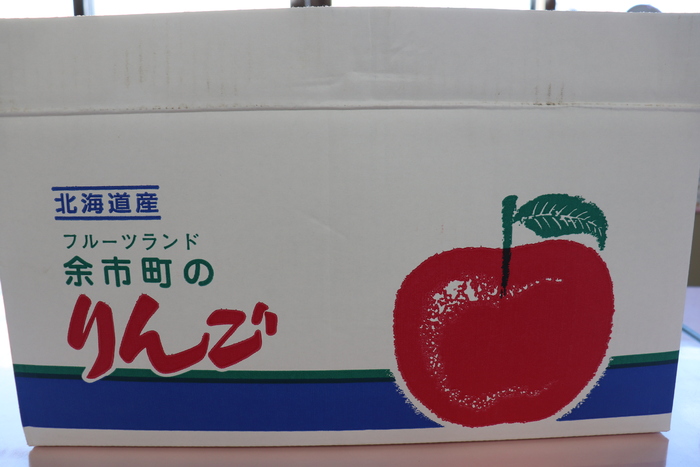 北海道産
フルーツランド
余市町の
りんご